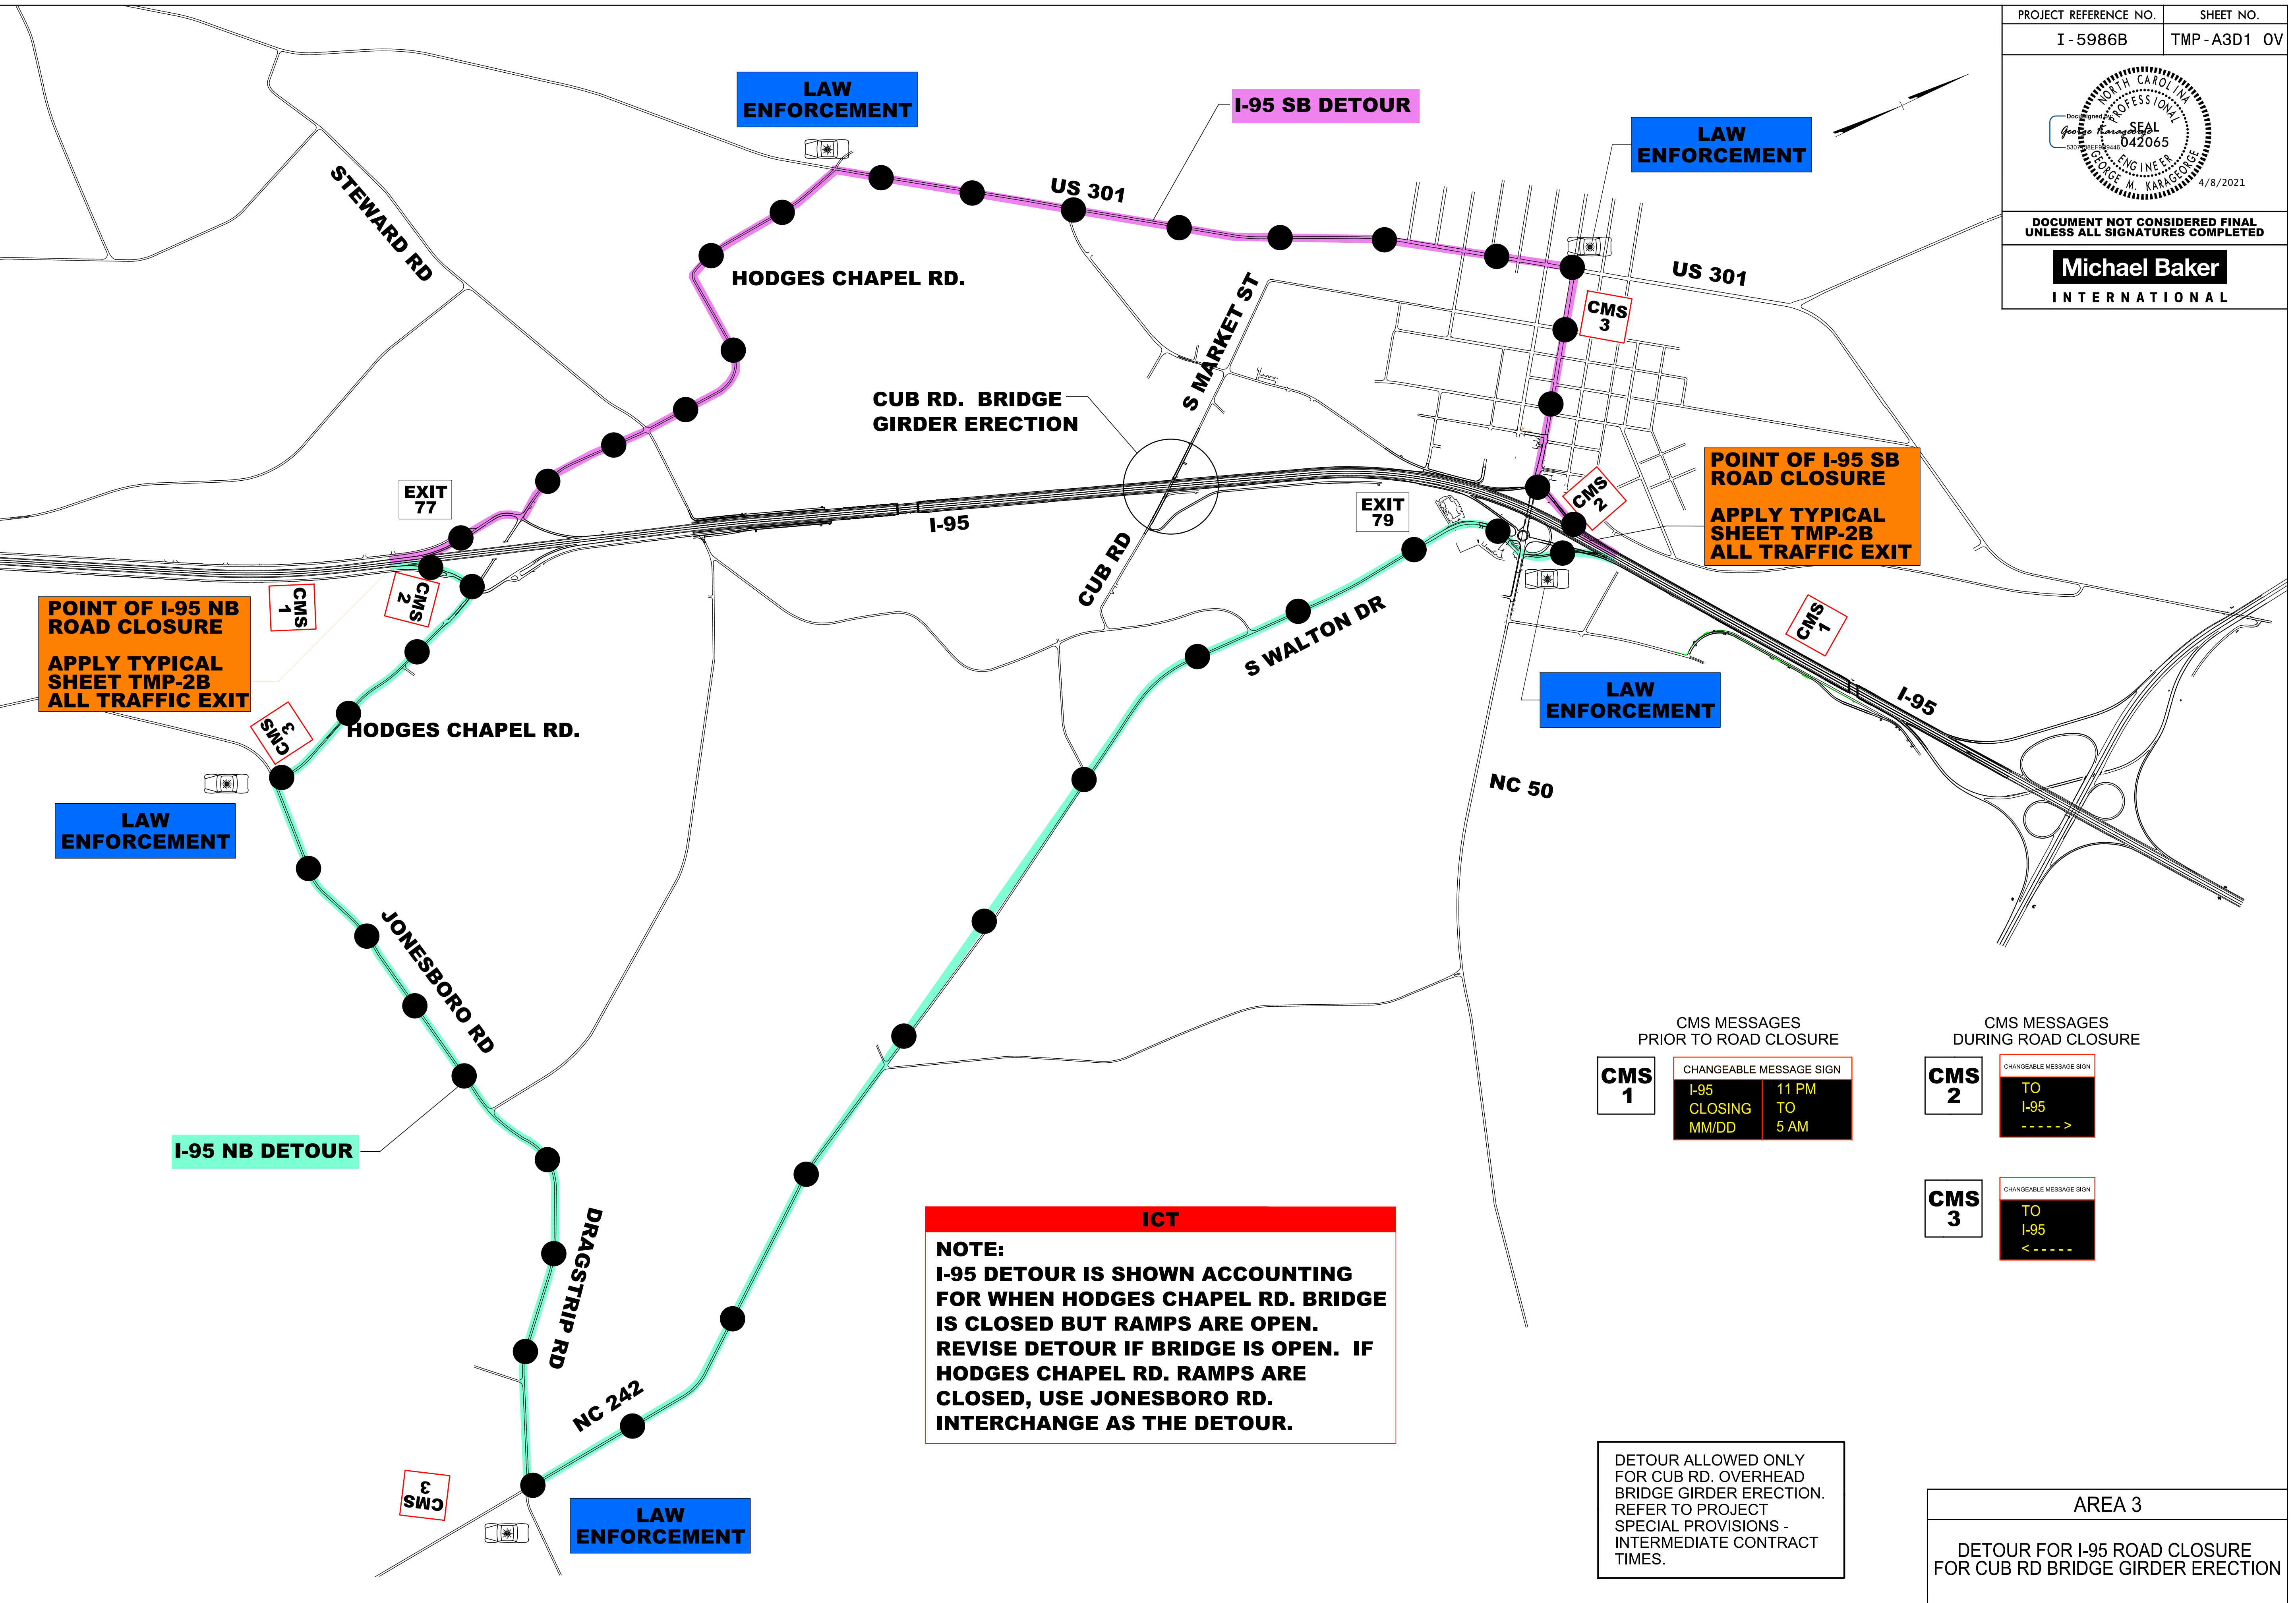 PROJECT REFERENCE NO.
SHEET NO.
I-5986B
TMP-A3D1 OV
NORTH CAROLINA
PROFESSIONAL
SEAL
042065
ENGINEER
GEORGE M. KARAGEORGE
4/8/2021
DOCUMENT NOT CONSIDERED FINAL
UNLESS ALL SIGNATURES COMPLETED
Michael Baker
INTERNATIONAL
LAW
ENFORCEMENT
I-95 SB DETOUR
LAW
ENFORCEMENT
STEWARD RD
US 301
US 301
HODGES CHAPEL RD.
S MARKET ST
CMS
3
CUB RD. BRIDGE
GIRDER ERECTION
EXIT
77
I-95
EXIT
79
CMS
2
POINT OF I-95 SB
ROAD CLOSURE
APPLY TYPICAL
SHEET TMP-2B
ALL TRAFFIC EXIT
CUB RD
CMS
1
CMS
2
POINT OF I-95 NB
ROAD CLOSURE
APPLY TYPICAL
SHEET TMP-2B
ALL TRAFFIC EXIT
S WALTON DR
CMS
1
I-95
LAW
ENFORCEMENT
CMS
3
HODGES CHAPEL RD.
NC 50
LAW
ENFORCEMENT
JONESBORO RD
I-95 NB DETOUR
DRAGSTRIP RD
NC 242
CMS
3
LAW
ENFORCEMENT
CMS MESSAGES
PRIOR TO ROAD CLOSURE
CMS
1
CHANGEABLE MESSAGE SIGN
I-95
CLOSING
MM/DD
11 PM
TO
5 AM
CMS MESSAGES
DURING ROAD CLOSURE
CMS
2
CHANGEABLE MESSAGE SIGN
TO
I-95
- - - - - >
CMS
3
CHANGEABLE MESSAGE SIGN
TO
I-95
< - - - - -
ICT
NOTE:
I-95 DETOUR IS SHOWN ACCOUNTING
FOR WHEN HODGES CHAPEL RD. BRIDGE
IS CLOSED BUT RAMPS ARE OPEN.
REVISE DETOUR IF BRIDGE IS OPEN. IF
HODGES CHAPEL RD. RAMPS ARE
CLOSED, USE JONESBORO RD.
INTERCHANGE AS THE DETOUR.
DETOUR ALLOWED ONLY
FOR CUB RD. OVERHEAD
BRIDGE GIRDER ERECTION.
REFER TO PROJECT
SPECIAL PROVISIONS -
INTERMEDIATE CONTRACT
TIMES.
AREA 3
DETOUR FOR I-95 ROAD CLOSURE
FOR CUB RD BRIDGE GIRDER ERECTION